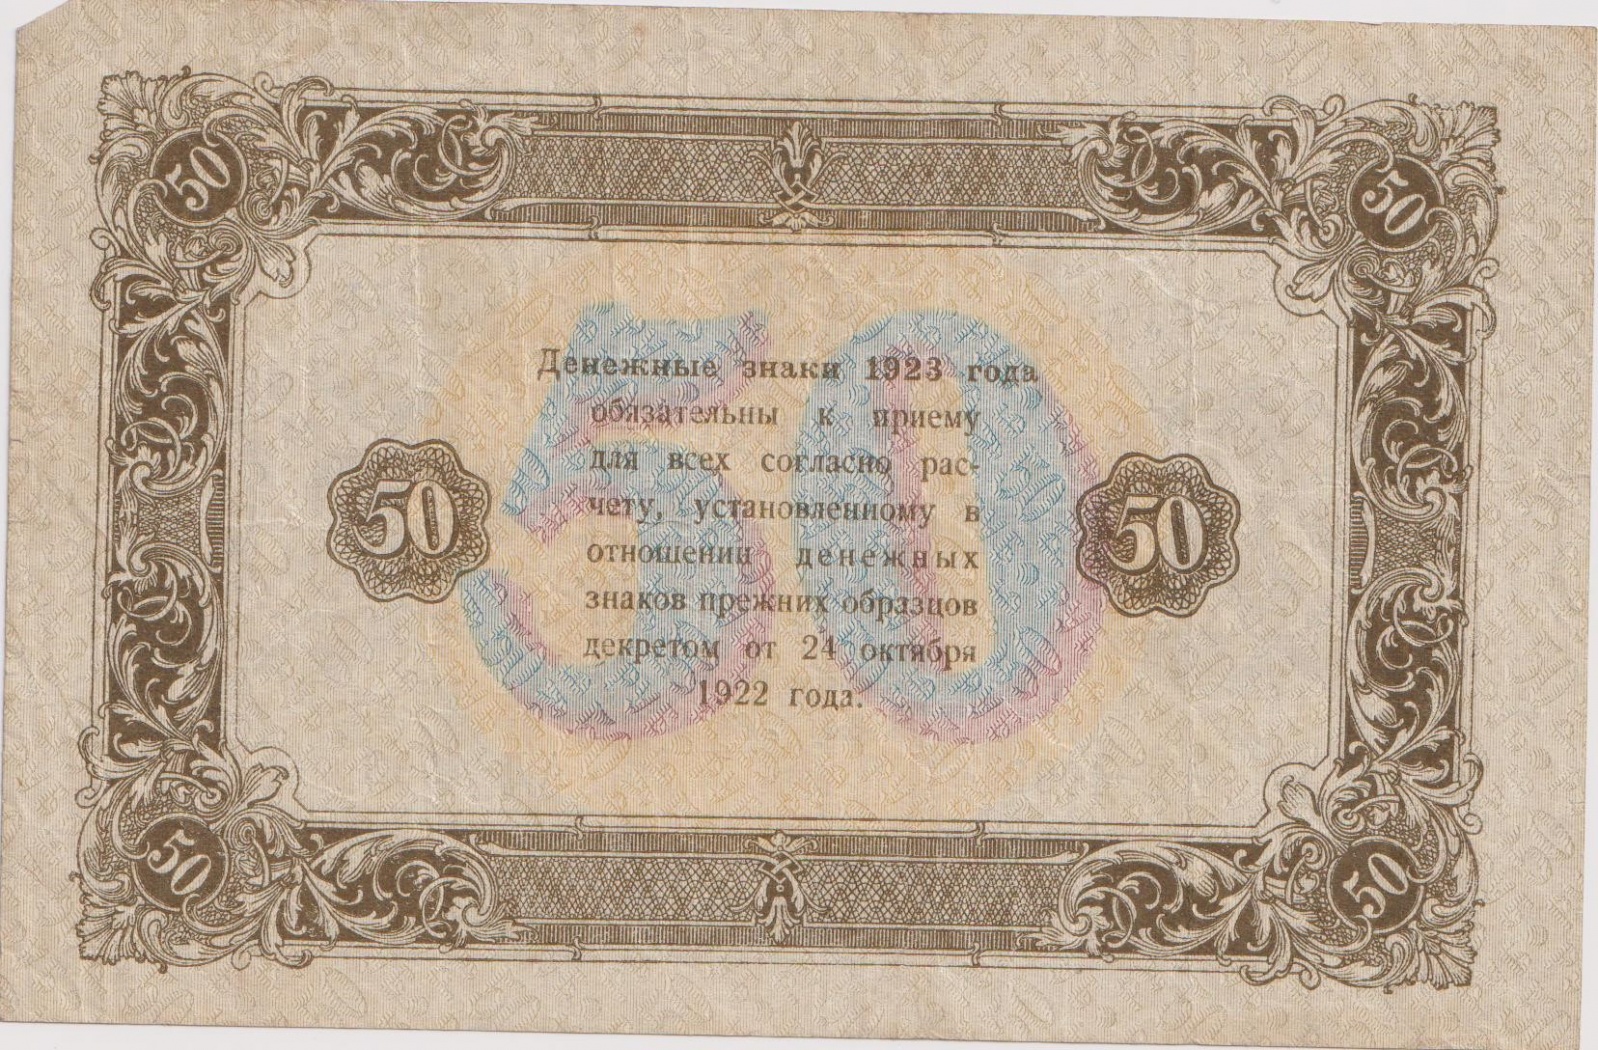 50 50
Денежные знаки 1923 года
обязательны к приему
для всех согласно рас-
чету, установленному в
отношении денежных
знаков прежних образцов
декретом от 24 октября
1922 года.
50 50 50
50 50